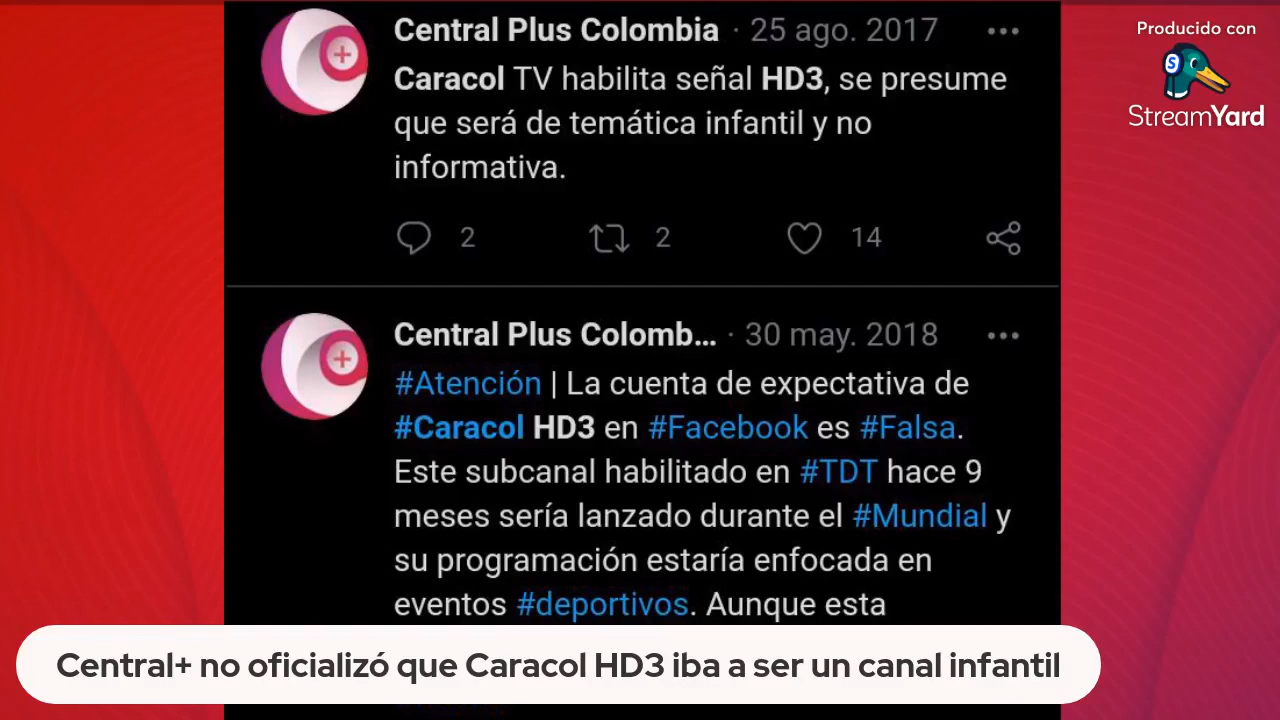 Central Plus Colombia · 25 ago. 2017
Caracol TV habilita señal HD3, se presume
que será de temática infantil y no
informativa.
2 2 14
Central Plus Colomb... · 30 may. 2018
#Atención | La cuenta de expectativa de
#Caracol HD3 en #Facebook es #Falsa.
Este subcanal habilitado en #TDT hace 9
meses sería lanzado durante el #Mundial y
su programación estaría enfocada en
eventos #deportivos. Aunque esta
Central+ no oficializó que Caracol HD3 iba a ser un canal infantil
Producido con
S
StreamYard